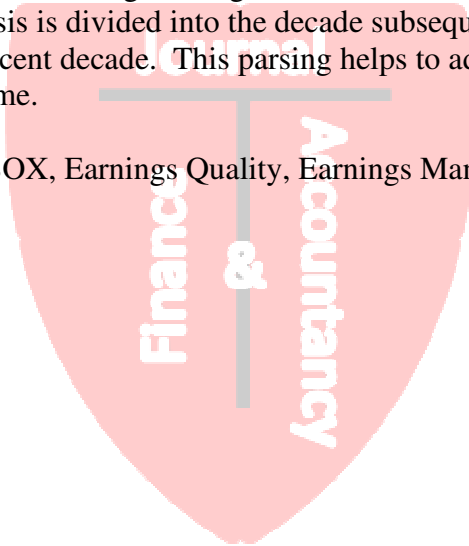 sis is divided into the decade subsequ
Journal
cent decade. This parsing helps to ad
me.
OX, Earnings Quality, Earnings Man
Finance
&
Accountancy